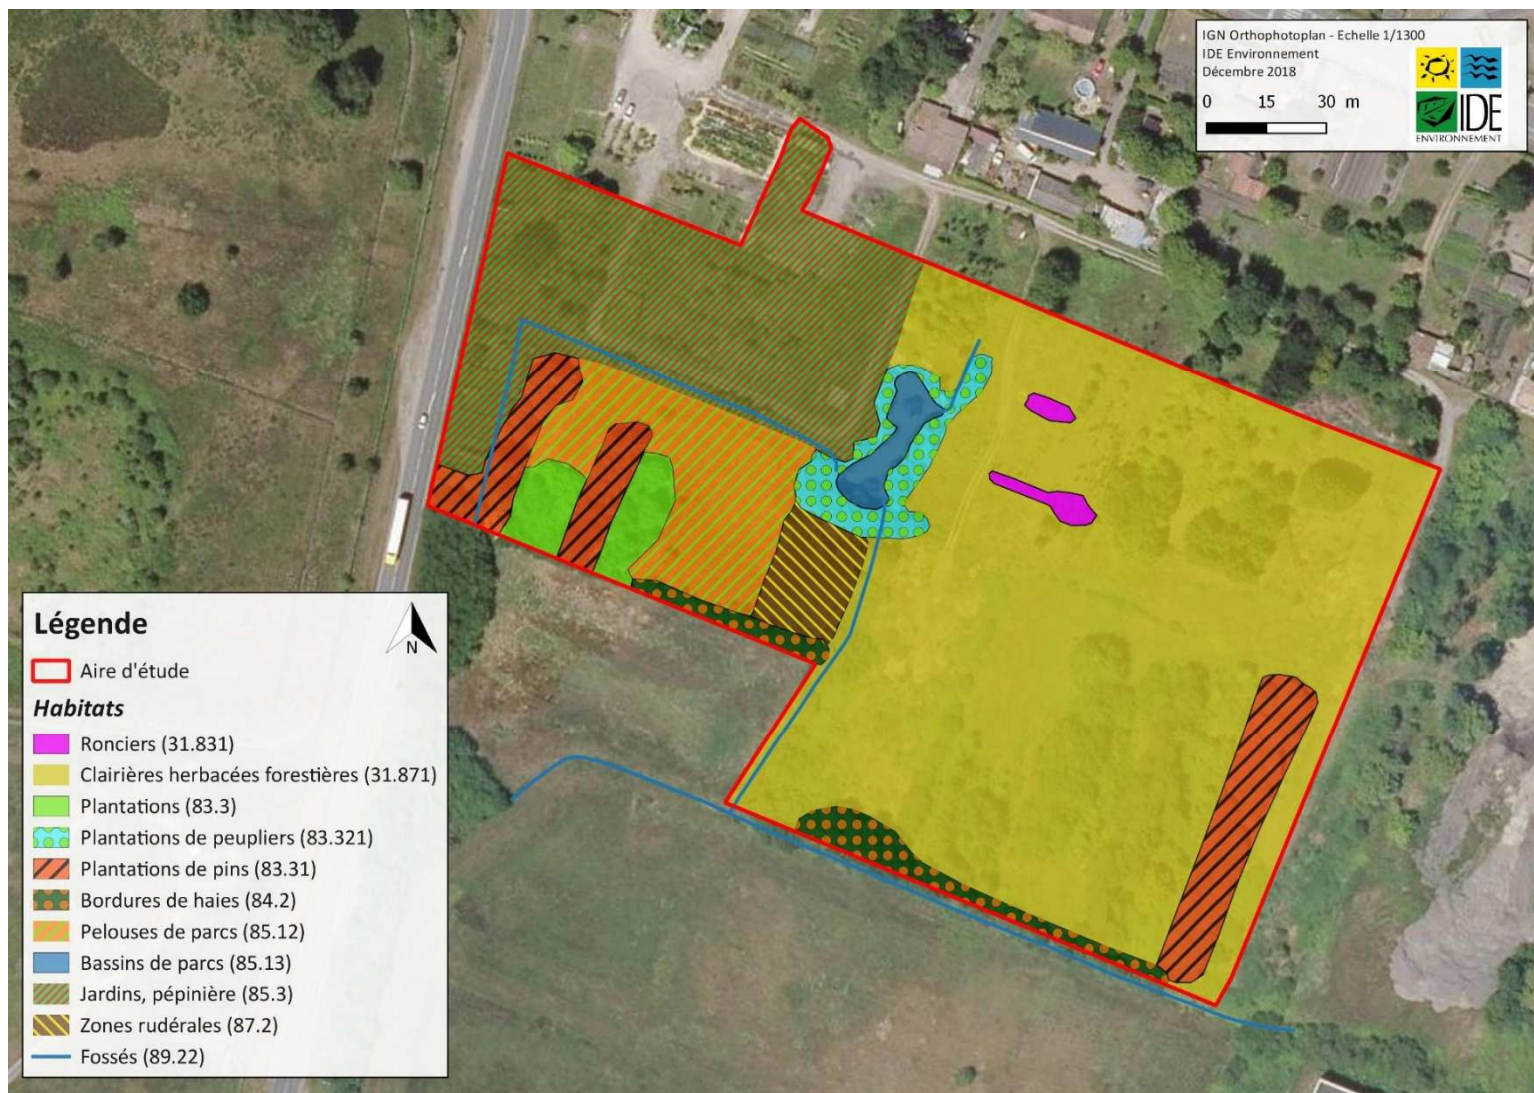 IGN Orthophotoplan - Echelle 1/1300
IDE Environnement
Décembre 2018
0 15 30 m
IDE
ENVIRONNEMENT
Légende
N
Aire d'étude
Habitats
Ronciers (31.831)
Clairières herbacées forestières (31.871)
Plantations (83.3)
Plantations de peupliers (83.321)
Plantations de pins (83.31)
Bordures de haies (84.2)
Pelouses de parcs (85.12)
Bassins de parcs (85.13)
Jardins, pépinière (85.3)
Zones rudérales (87.2)
Fossés (89.22)